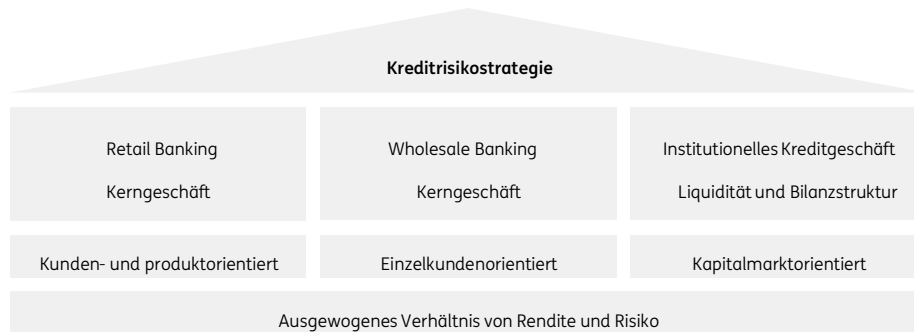 Kreditrisikostrategie
Retail Banking
Kerngeschäft
Wholesale Banking
Kerngeschäft
Institutionelles Kreditgeschäft
Liquidität und Bilanzstruktur
Kunden- und produktorientiert
Einzelkundenorientiert
Kapitalmarktorientiert
Ausgewogenes Verhältnis von Rendite und Risiko